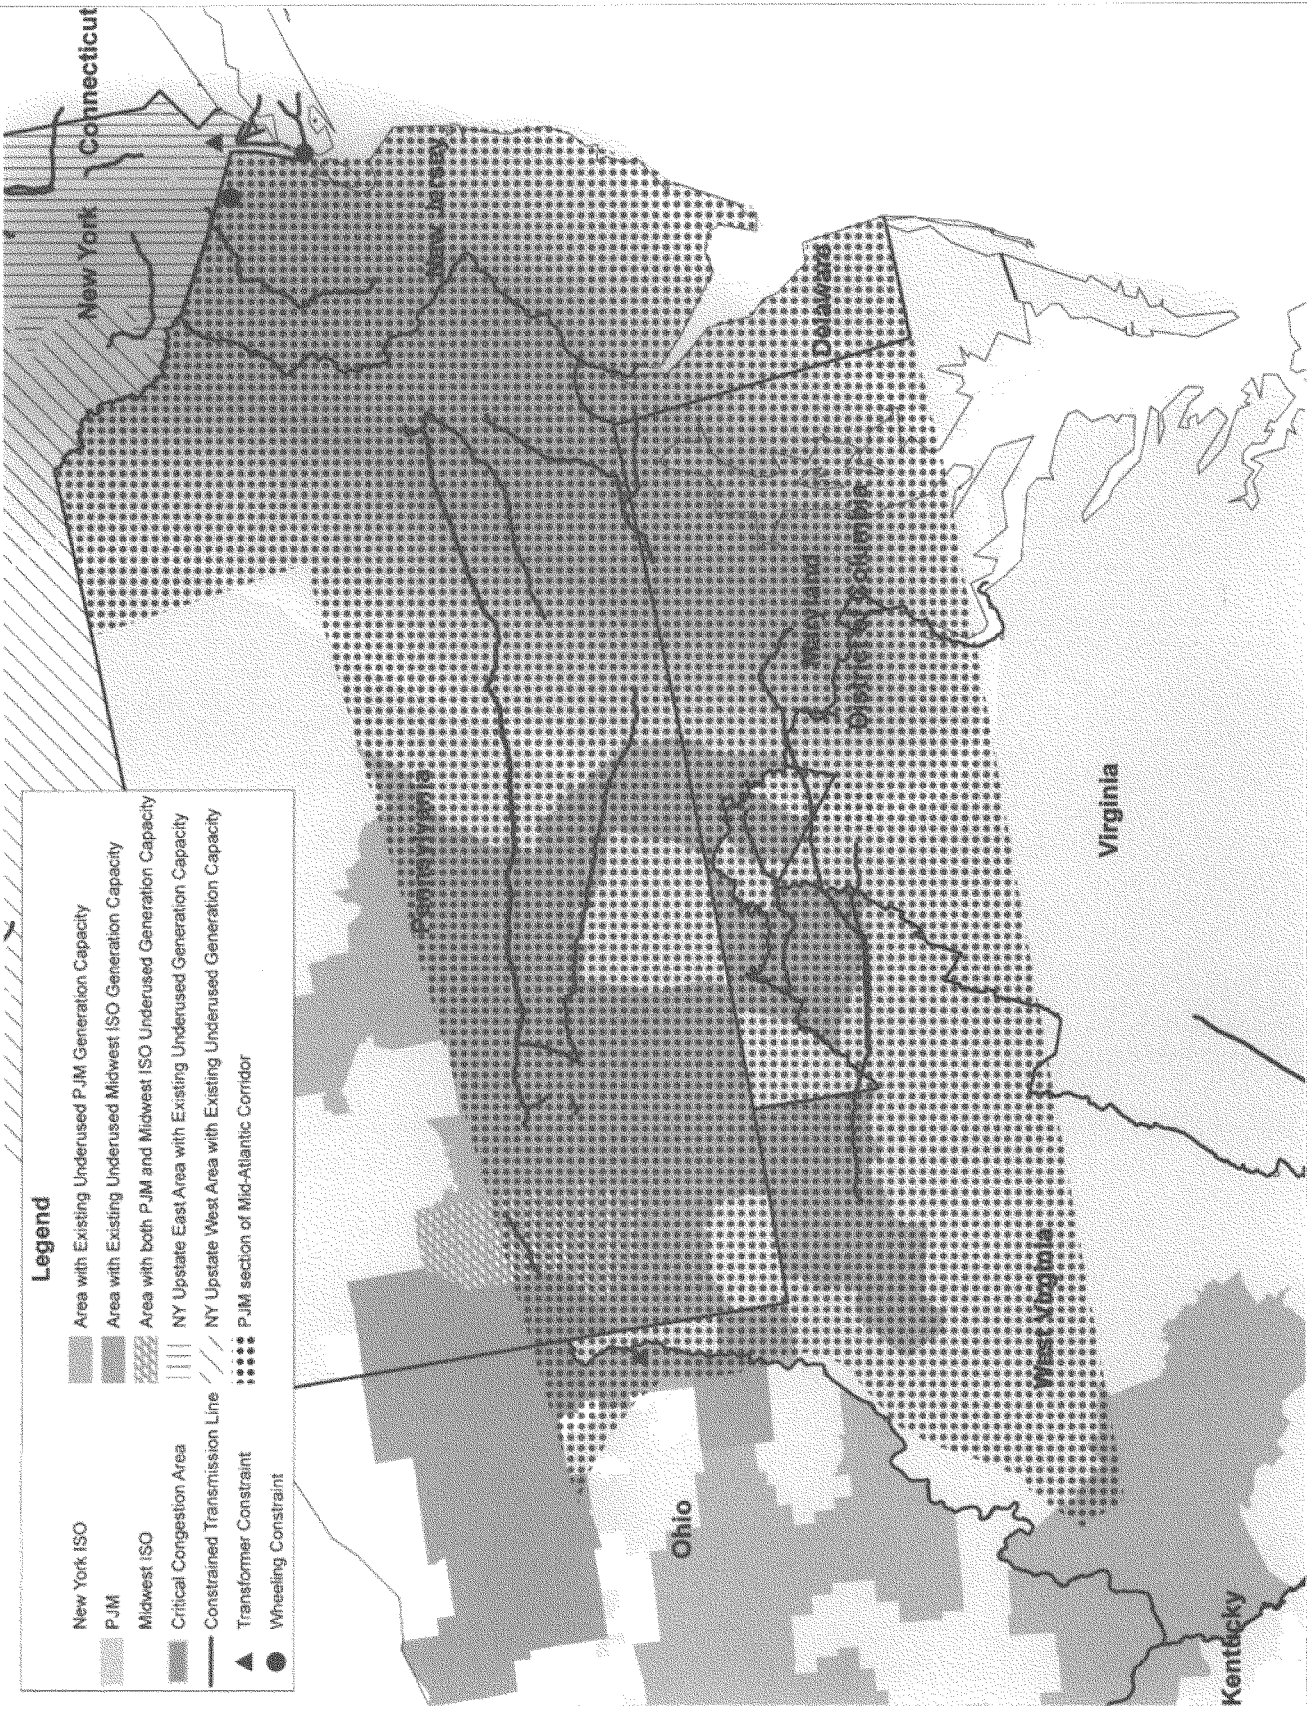 Legend
New York ISO
PJM
Midwest ISO
Critical Congestion Area
Constrained Transmission Line
Transformer Constraint
Wheeling Constraint
Area with Existing Underused PJM Generation Capacity
Area with Existing Underused Midwest ISO Generation Capacity
Area with both PJM and Midwest ISO Underused Generation Capacity
NY Upstate East Area with Existing Underused Generation Capacity
NY Upstate West Area with Existing Underused Generation Capacity
PJM section of Mid-Atlantic Corridor
New York
Connecticut
Pennsylvania
New Jersey
Ohio
Maryland
Delaware
District of Columbia
West Virginia
Virginia
Kentucky